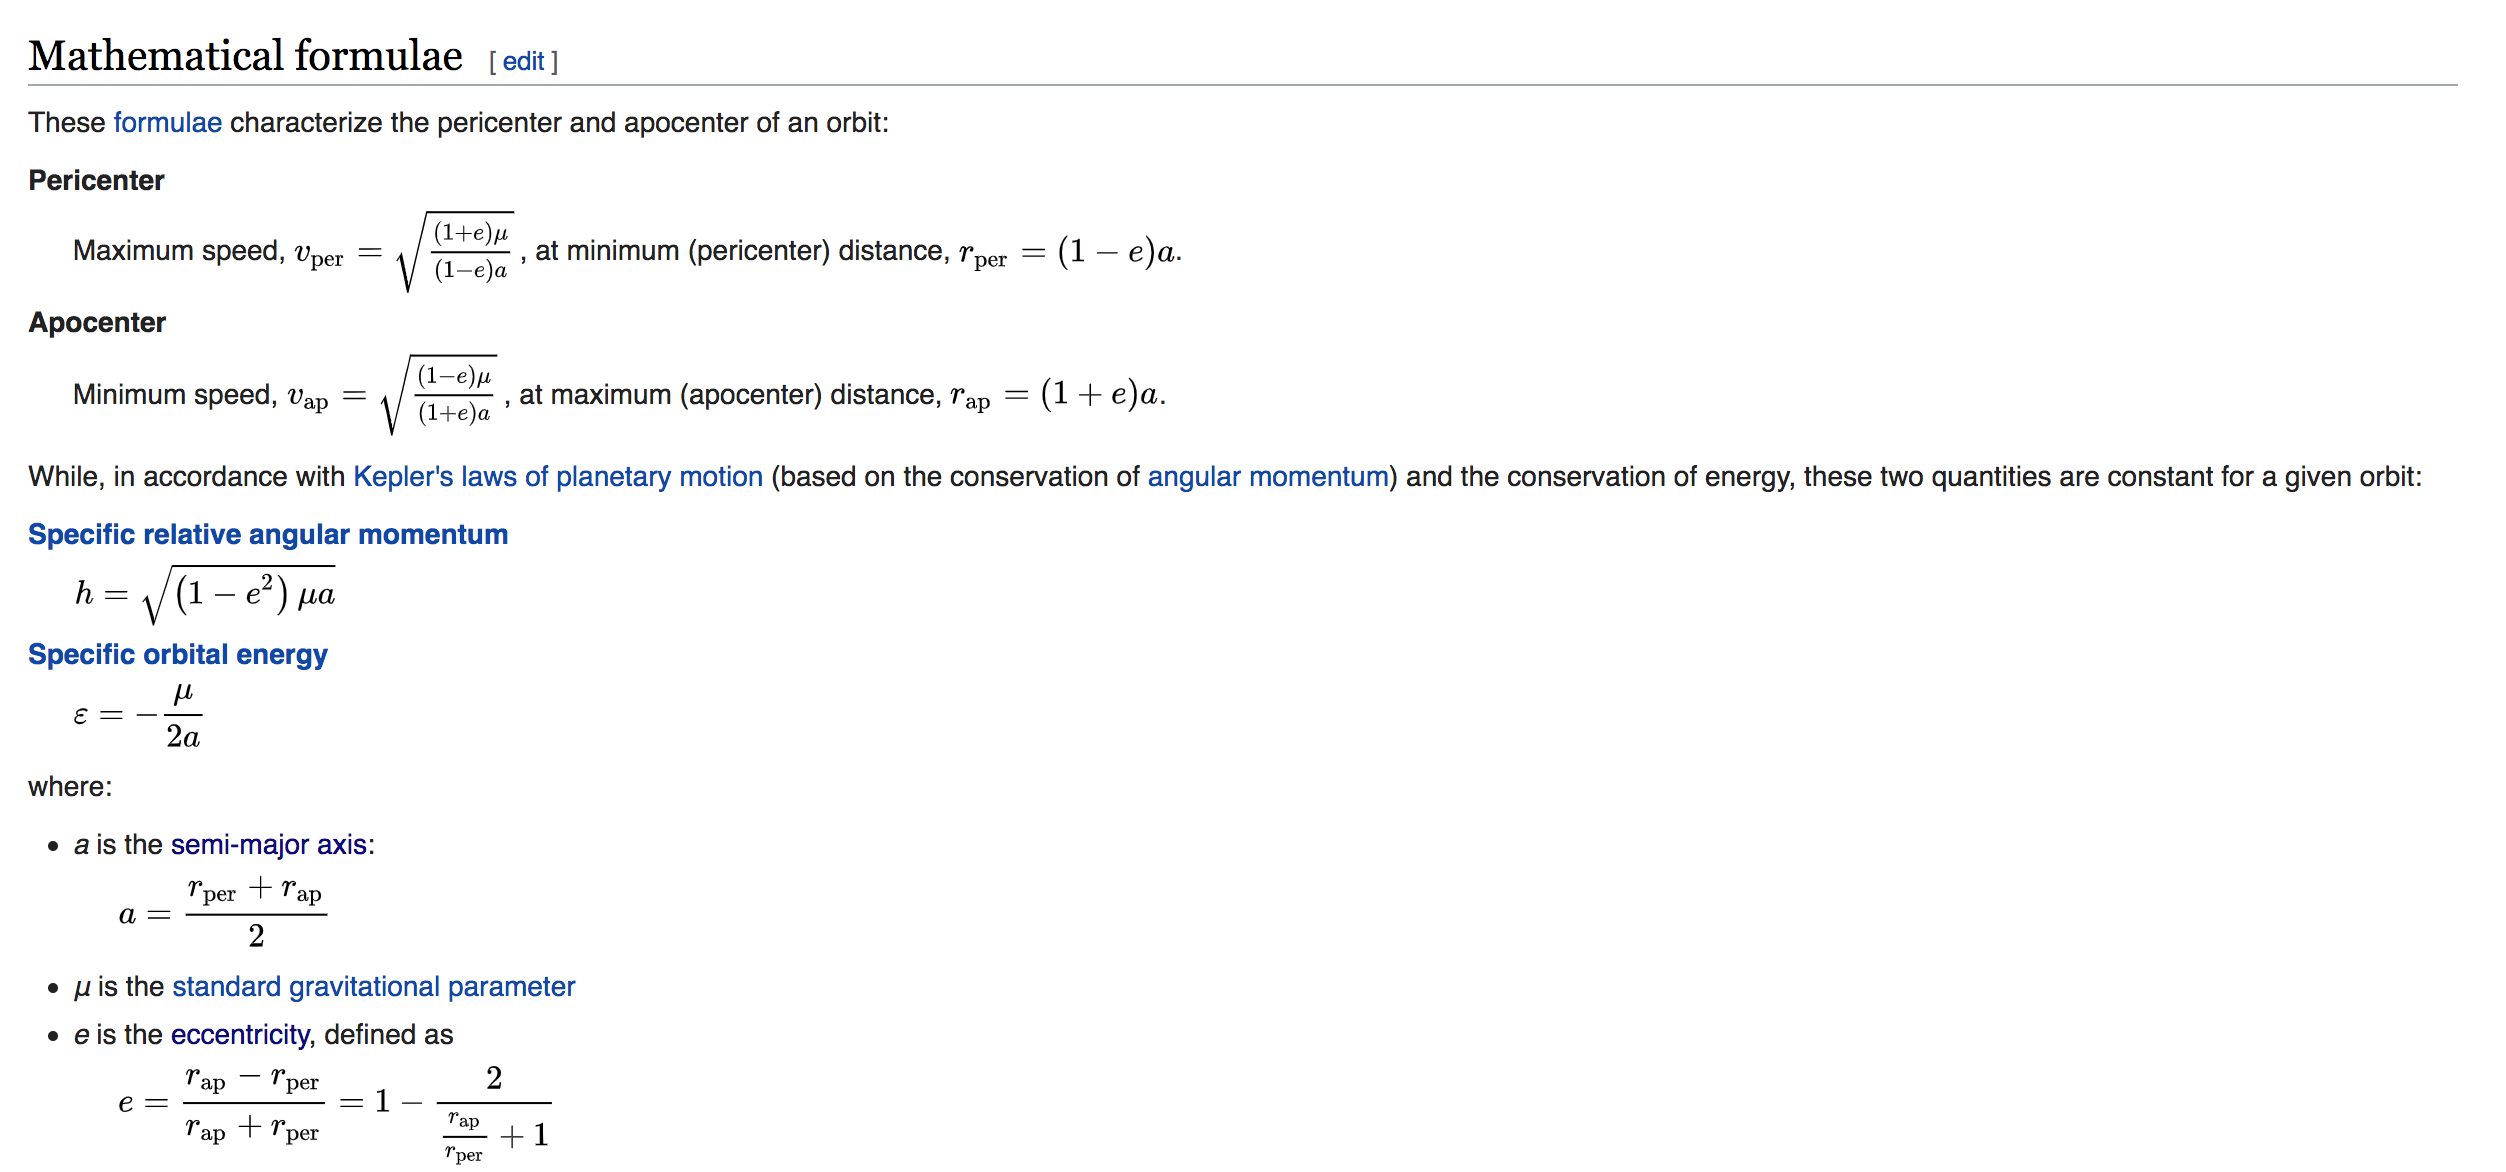 Mathematical formulae [ edit ]
These formulae characterize the pericenter and apocenter of an orbit:
Pericenter
Maximum speed, $v_{\text{per}} = \sqrt{\frac{(1+e)\mu}{(1-e)a}}$, at minimum (pericenter) distance, $r_{\text{per}} = (1-e)a$.
Apocenter
Minimum speed, $v_{\text{ap}} = \sqrt{\frac{(1-e)\mu}{(1+e)a}}$, at maximum (apocenter) distance, $r_{\text{ap}} = (1+e)a$.
While, in accordance with Kepler's laws of planetary motion (based on the conservation of angular momentum) and the conservation of energy, these two quantities are constant for a given orbit:
Specific relative angular momentum
$h = \sqrt{(1-e^2)\,\mu a}$
Specific orbital energy
$\varepsilon = -\frac{\mu}{2a}$
where:
• a is the semi-major axis:
$a = \frac{r_{\text{per}} + r_{\text{ap}}}{2}$
• μ is the standard gravitational parameter
• e is the eccentricity, defined as
$e = \frac{r_{\text{ap}} - r_{\text{per}}}{r_{\text{ap}} + r_{\text{per}}} = 1 - \frac{2}{\frac{r_{\text{ap}}}{r_{\text{per}}} + 1}$